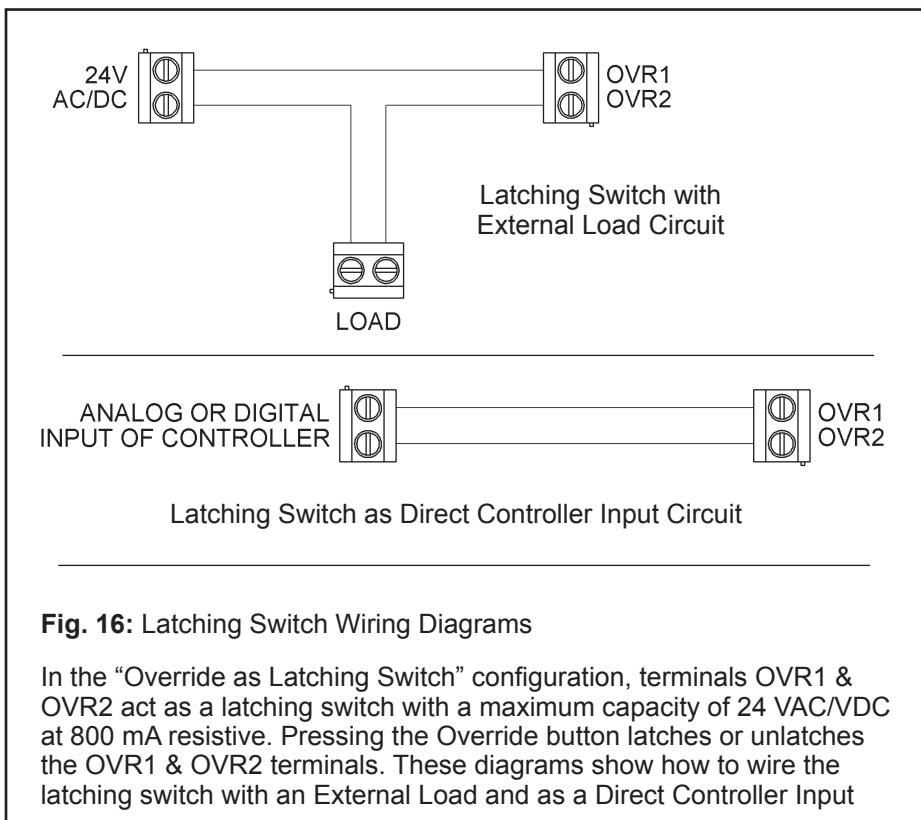 24V
AC/DC
OVR1
OVR2
Latching Switch with
External Load Circuit
LOAD
ANALOG OR DIGITAL
INPUT OF CONTROLLER
OVR1
OVR2
Latching Switch as Direct Controller Input Circuit
Fig. 16: Latching Switch Wiring Diagrams
In the “Override as Latching Switch” configuration, terminals OVR1 &
OVR2 act as a latching switch with a maximum capacity of 24 VAC/VDC
at 800 mA resistive. Pressing the Override button latches or unlatches
the OVR1 & OVR2 terminals. These diagrams show how to wire the
latching switch with an External Load and as a Direct Controller Input